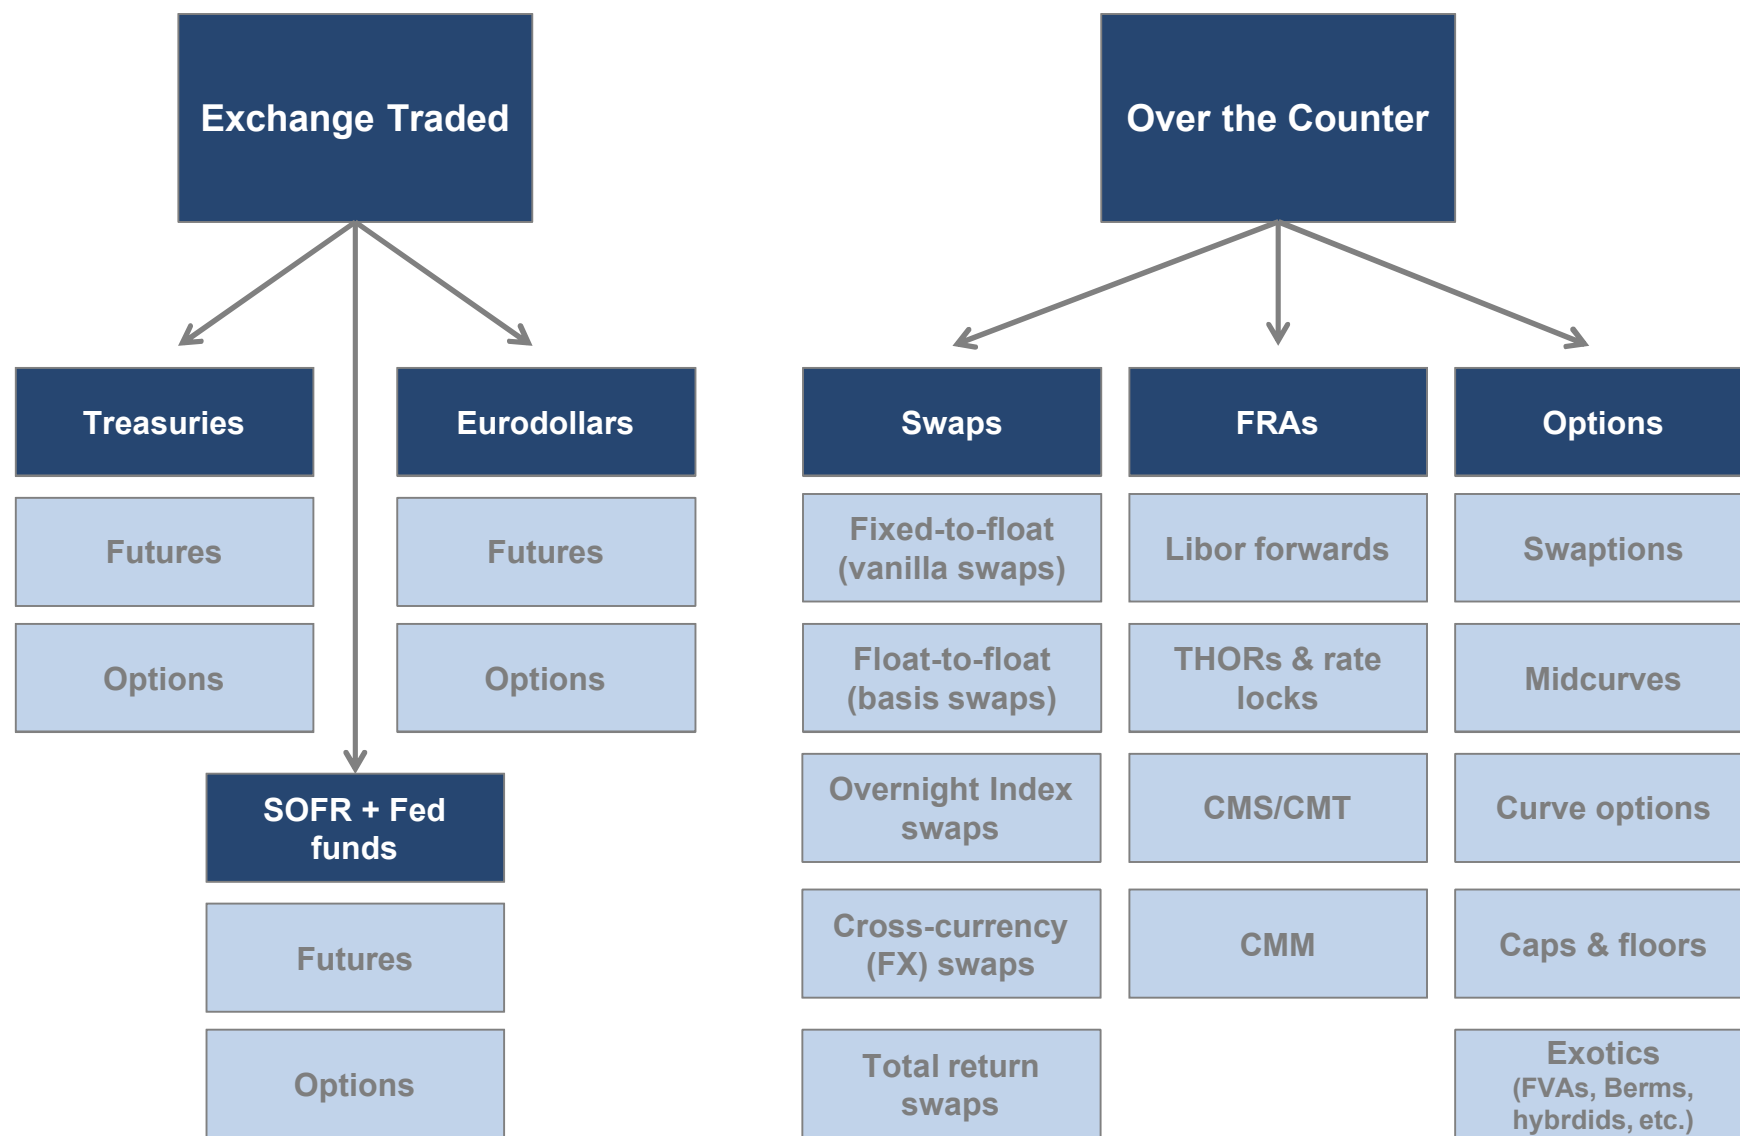 Exchange Traded
Over the Counter
Treasuries
Eurodollars
Swaps
FRAs
Options
Futures
Futures
Fixed-to-float
(vanilla swaps)
Libor forwards
Swaptions
Options
Options
Float-to-float
(basis swaps)
THORs & rate
locks
Midcurves
SOFR + Fed
funds
Overnight Index
swaps
CMS/CMT
Curve options
Futures
Cross-currency
(FX) swaps
CMM
Caps & floors
Options
Total return
swaps
Exotics
(FVAs, Berms,
hybrdids, etc.)